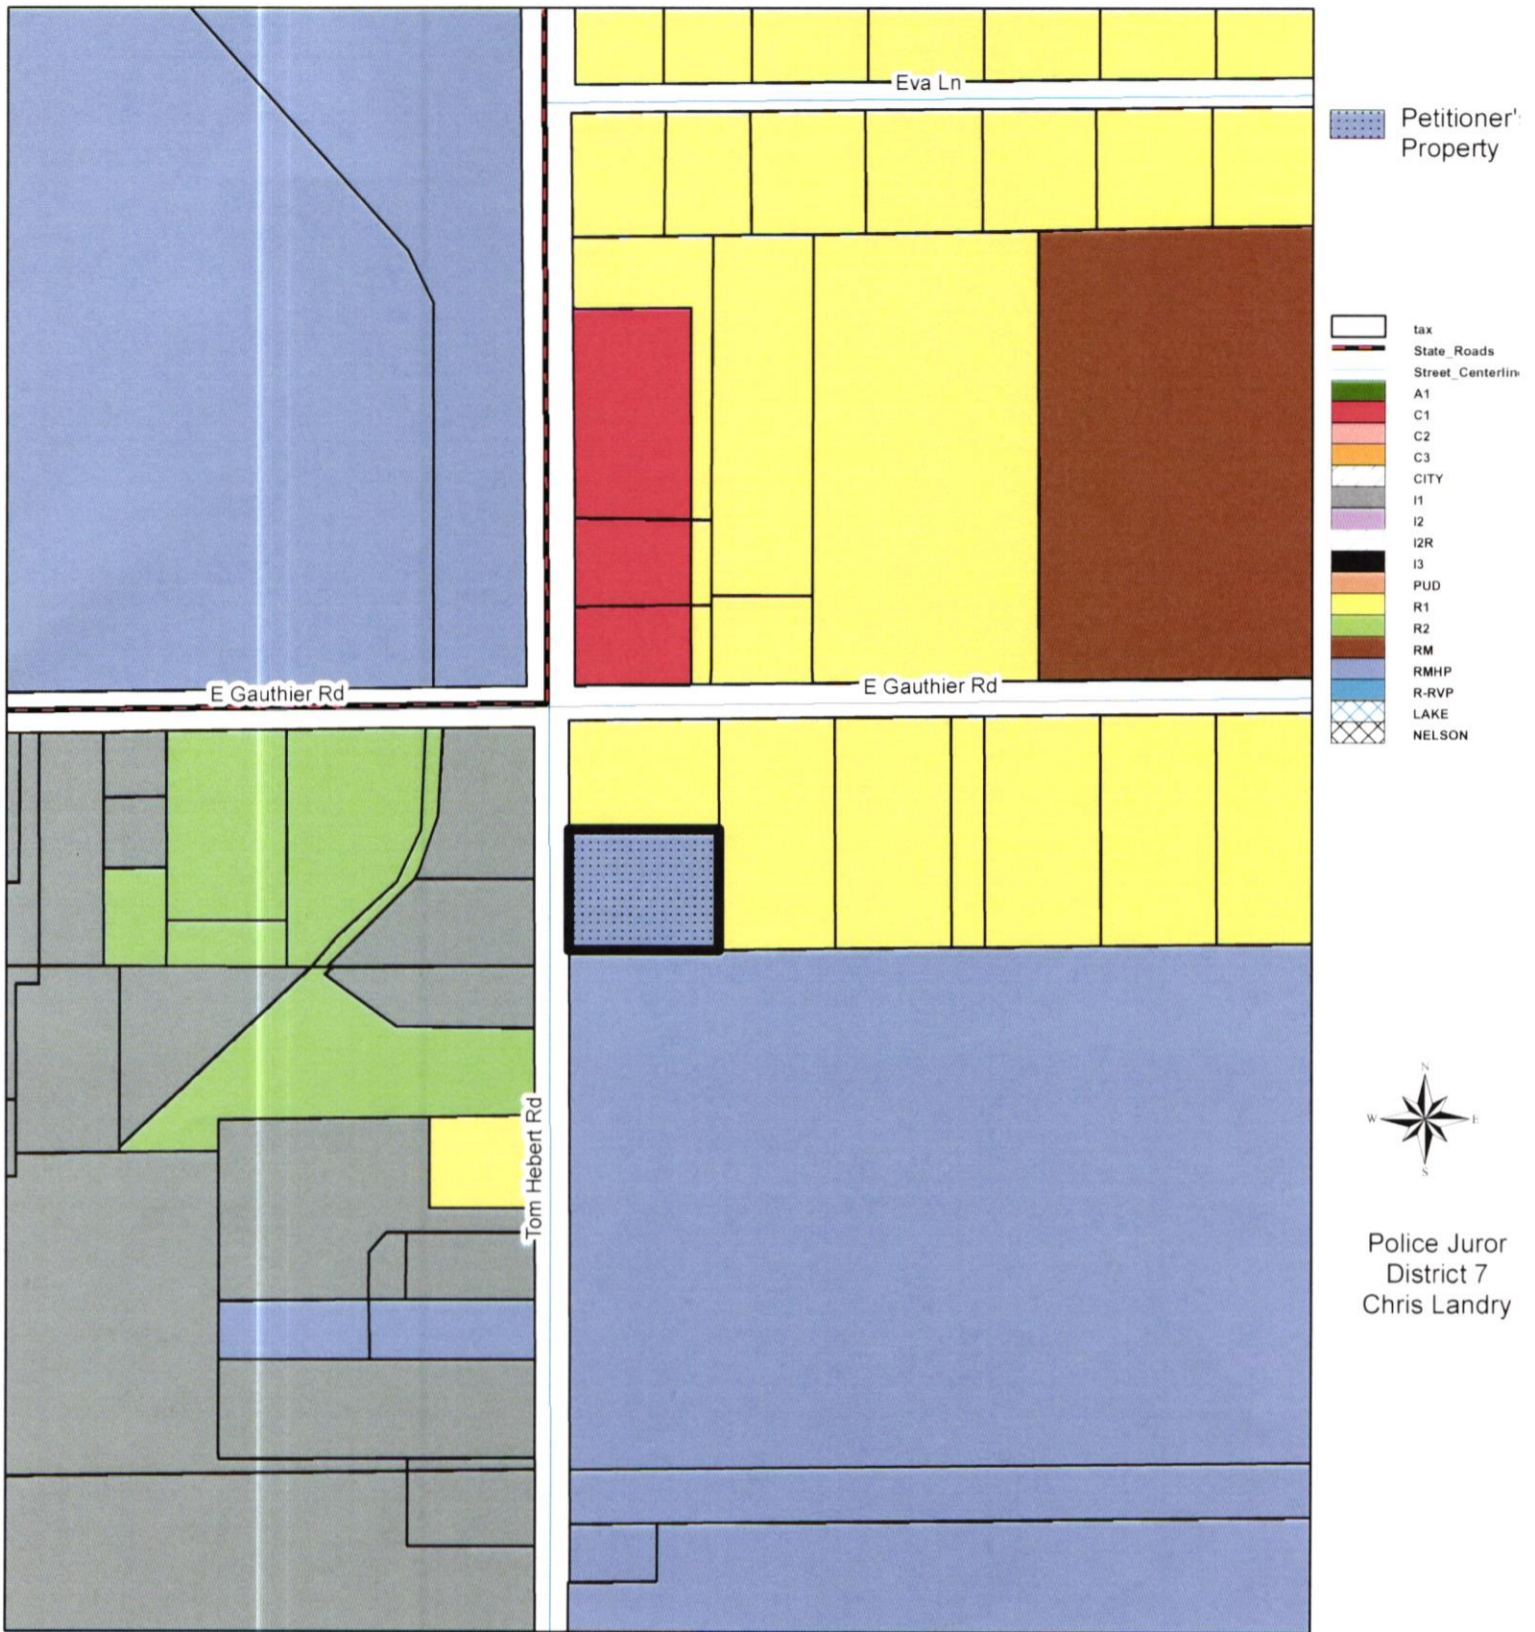 Eva Ln
Petitioner's
Property
tax
State_Roads
Street_Centerlin
A1
C1
C2
C3
CITY
I1
I2
I2R
I3
PUD
R1
R2
RM
RMHP
R-RVP
LAKE
NELSON
E Gauthier Rd
E Gauthier Rd
Tom Hebert Rd
N
W
E
S
Police Juror
District 7
Chris Landry